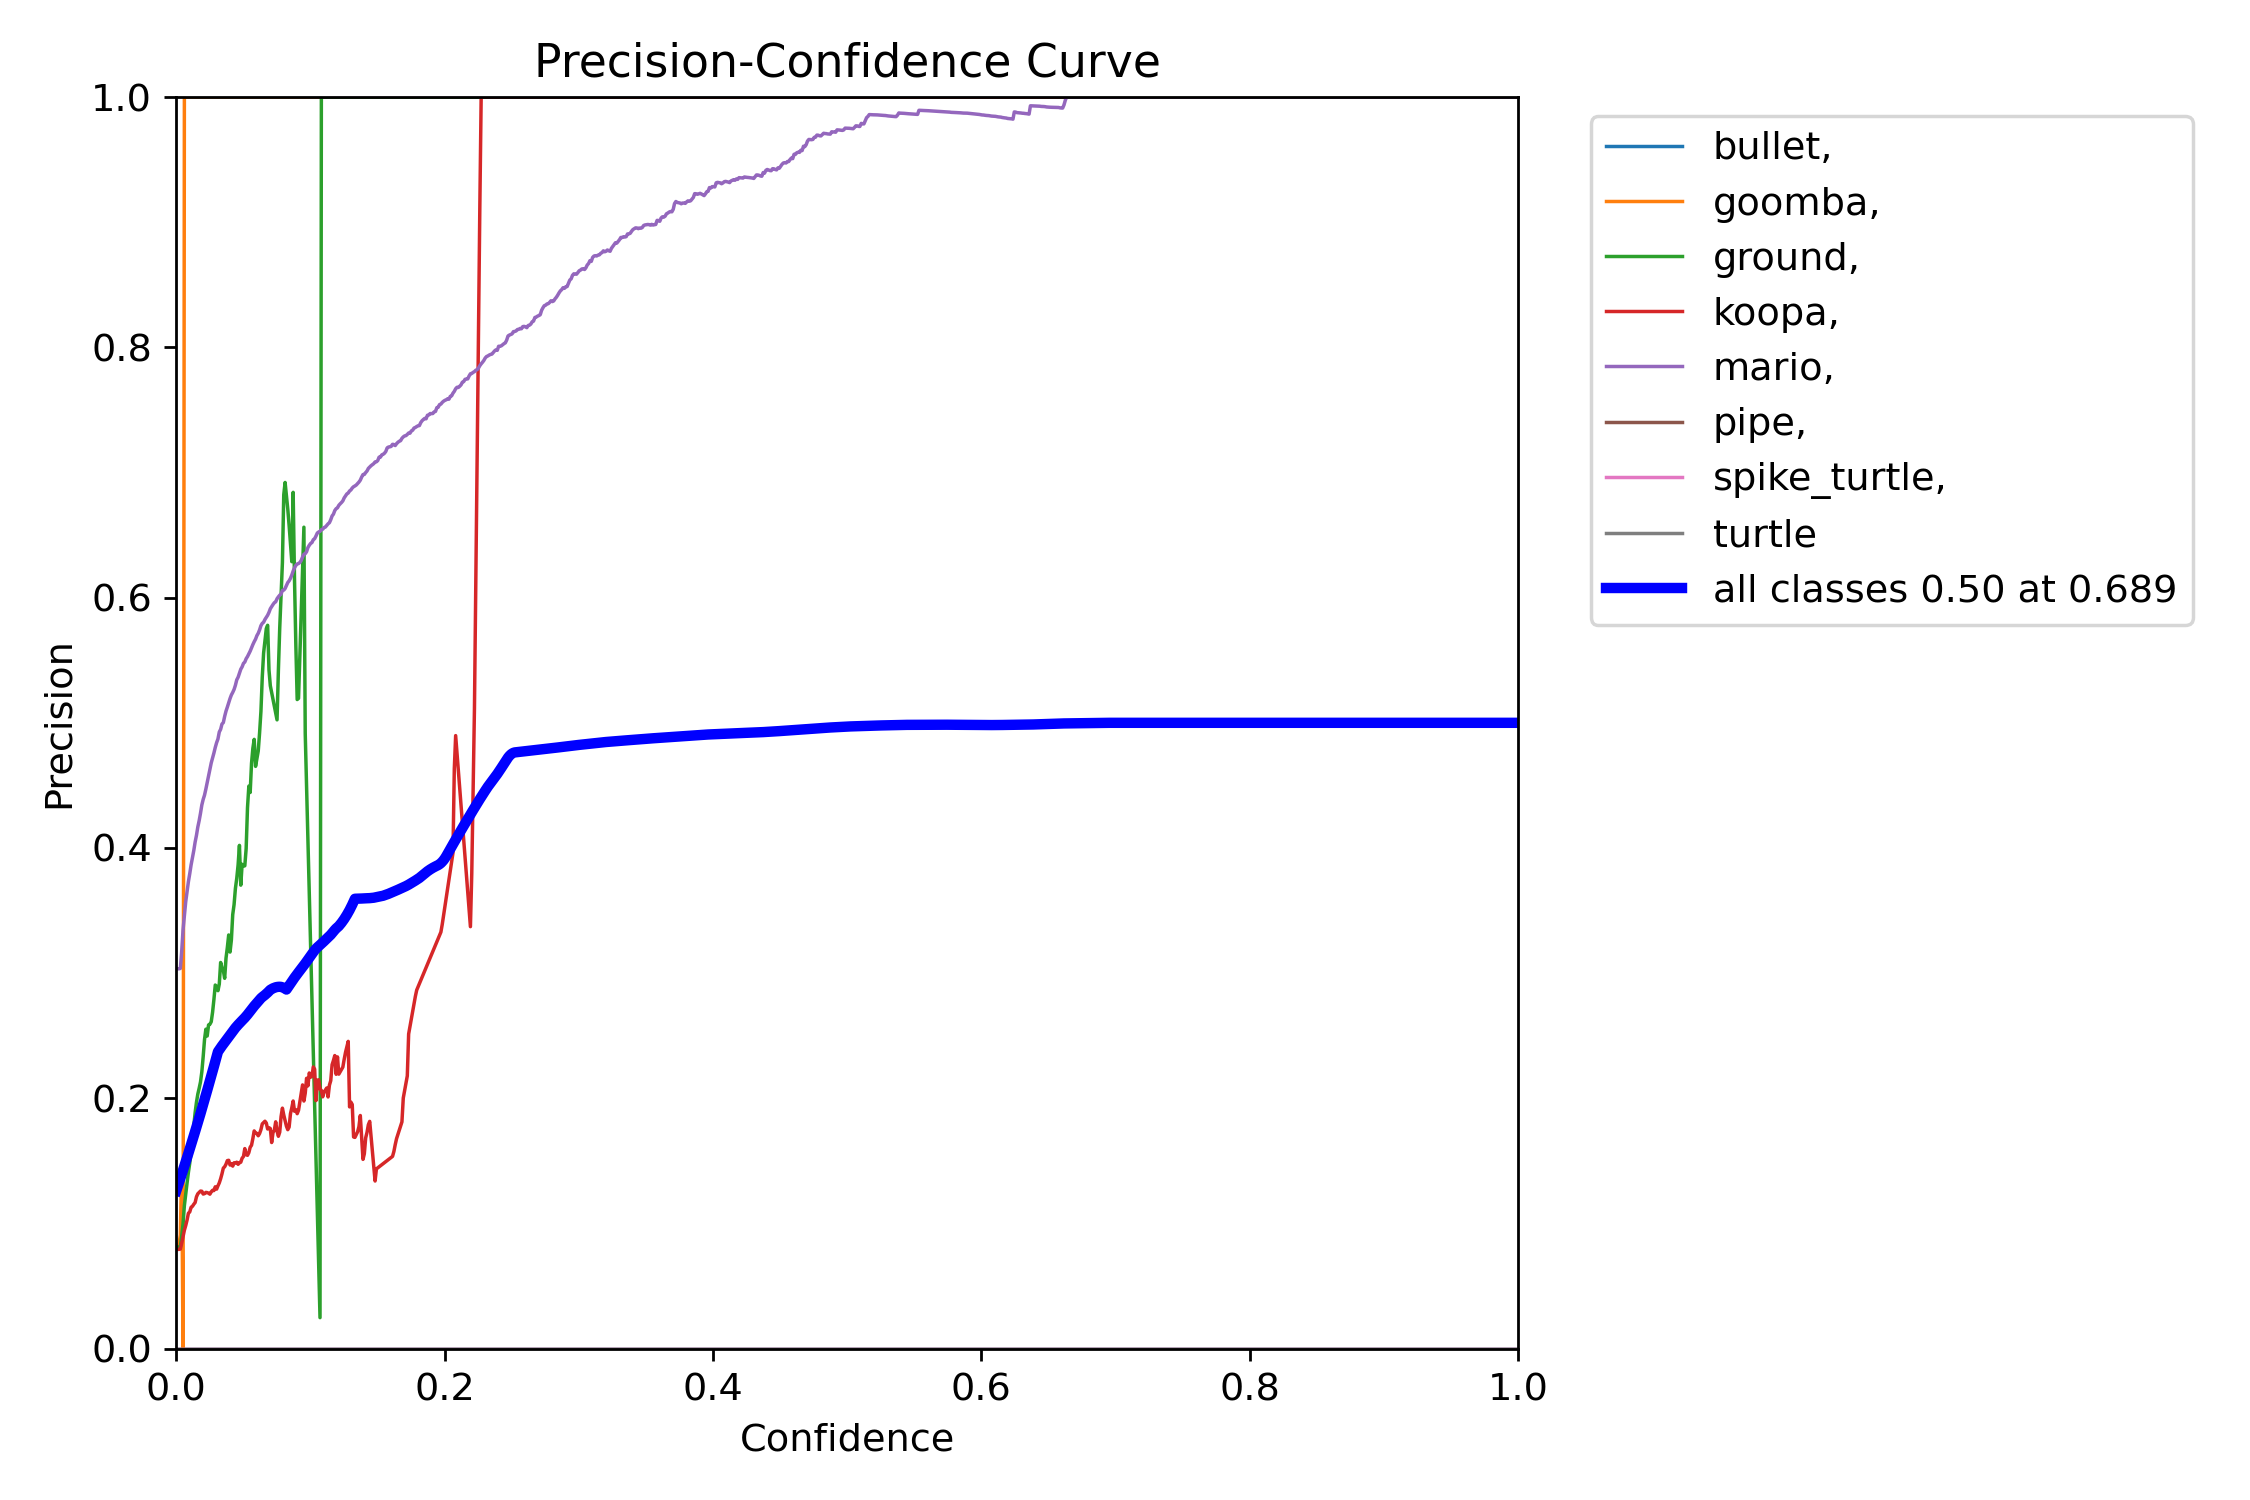 Precision-Confidence Curve
1.0
0.8
0.6
0.4
0.2
0.0
Precision
0.0 0.2 0.4 0.6 0.8 1.0
Confidence
bullet,
goomba,
ground,
koopa,
mario,
pipe,
spike_turtle,
turtle
all classes 0.50 at 0.689